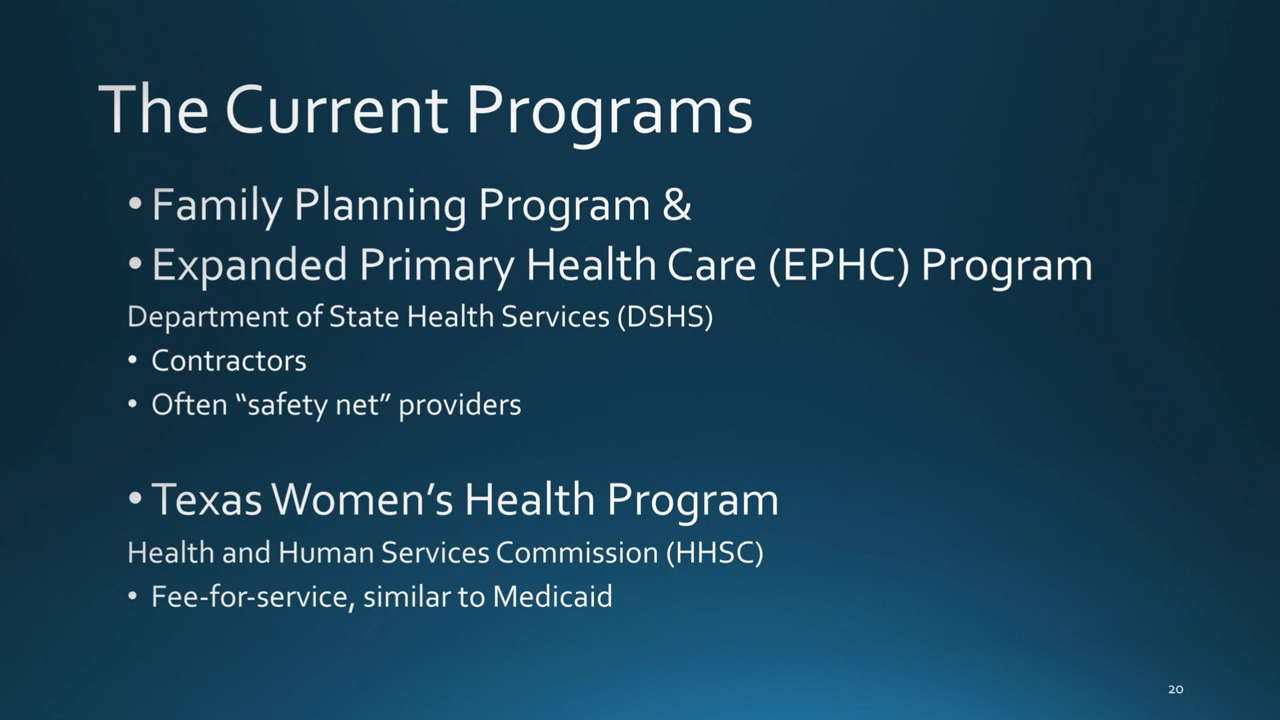 The Current Programs
• Family Planning Program &
• Expanded Primary Health Care (EPHC) Program
Department of State Health Services (DSHS)
• Contractors
• Often “safety net” providers
• Texas Women’s Health Program
Health and Human Services Commission (HHSC)
• Fee-for-service, similar to Medicaid
20